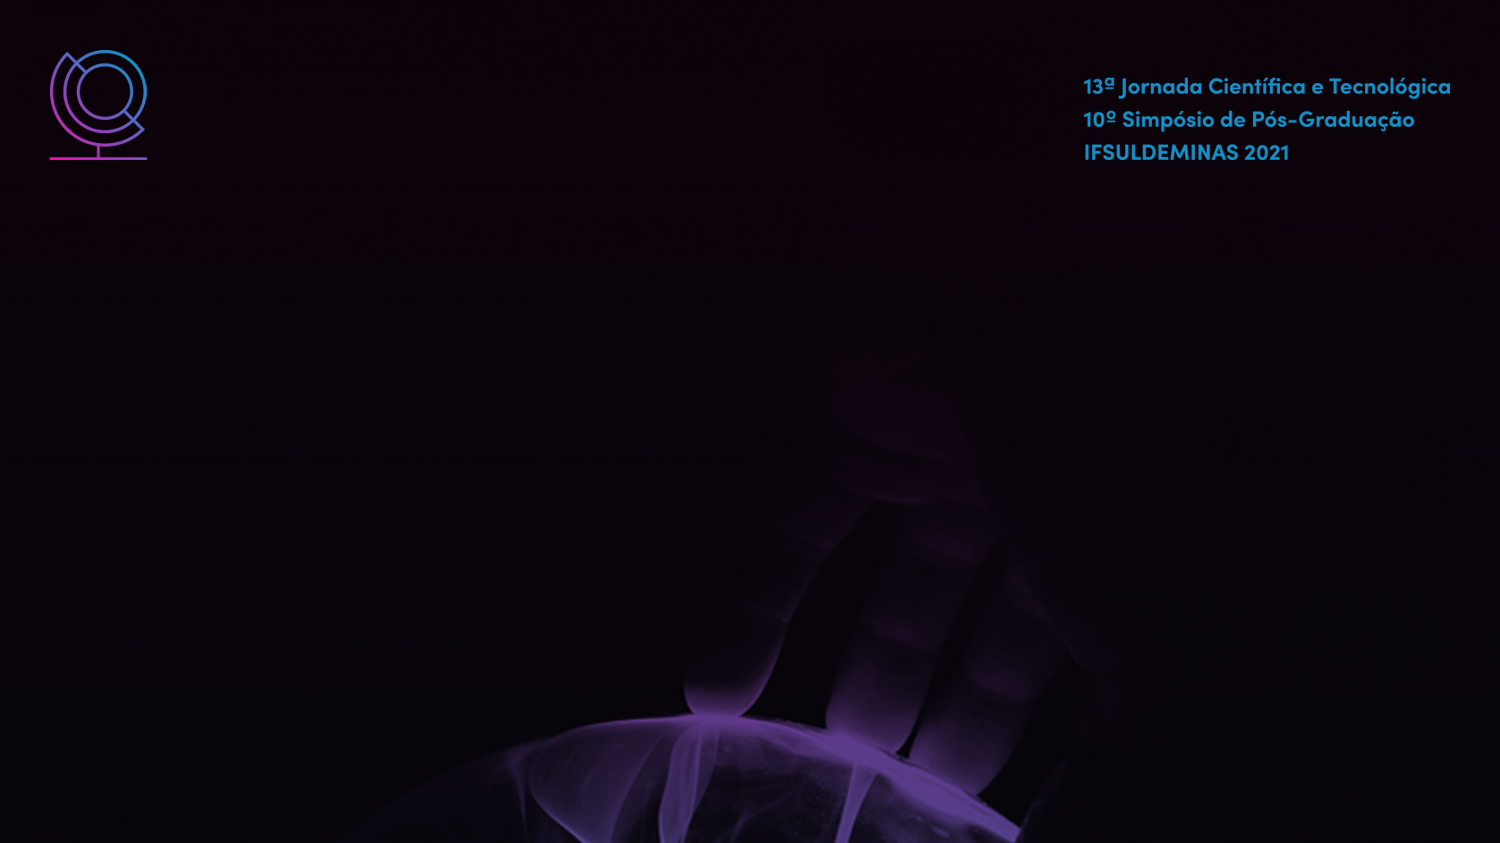 13ª Jornada Científica e Tecnológica
10º Simpósio de Pós-Graduação
IFSULDEMINAS 2021